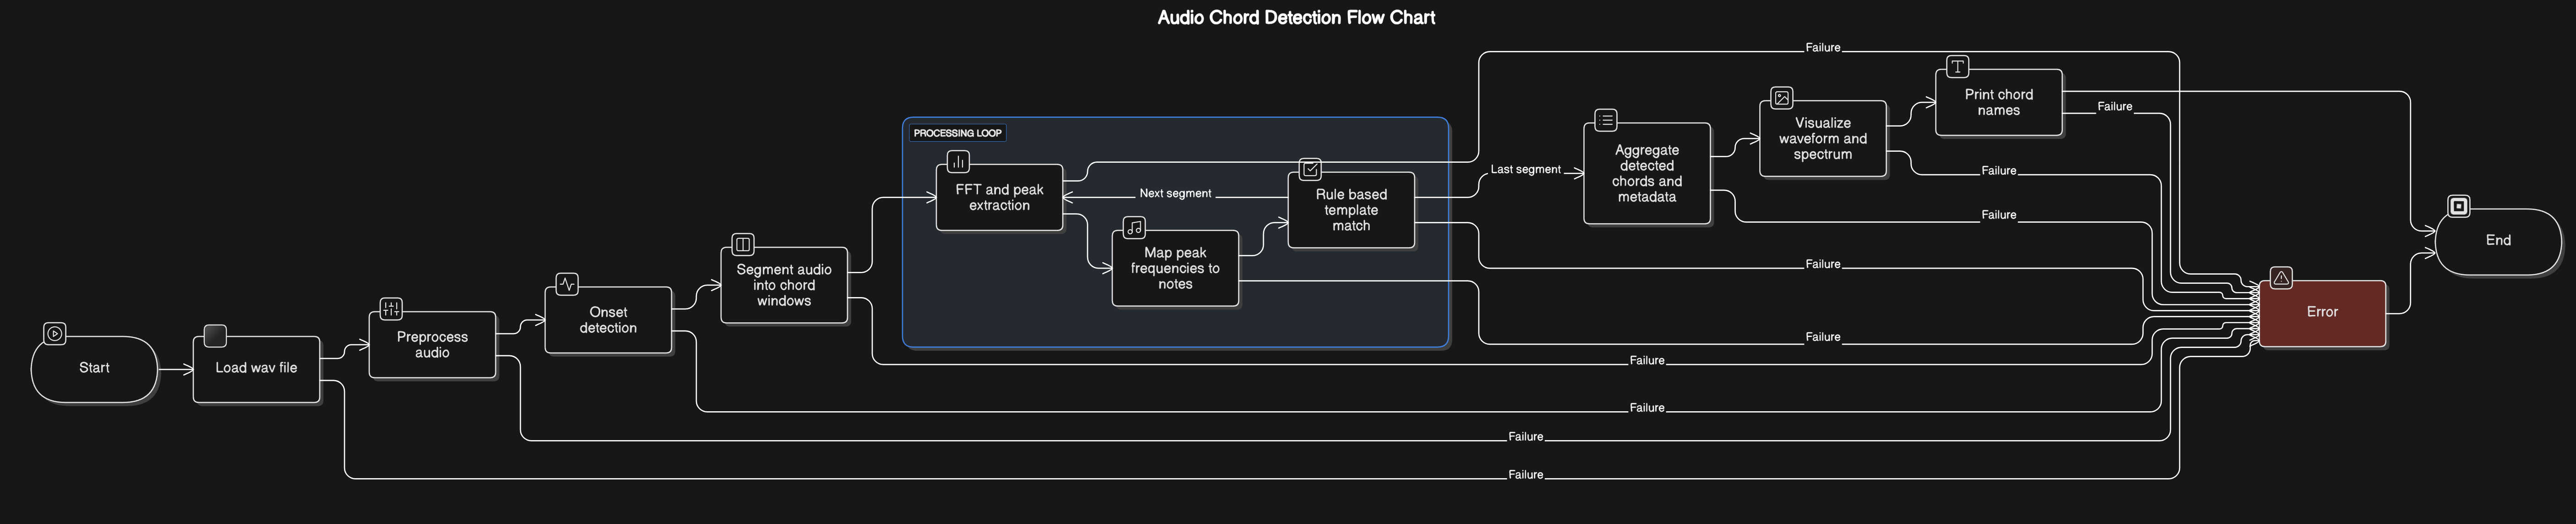 Audio Chord Detection Flow Chart
Start
Load wav file
Preprocess
audio
Onset
detection
Segment audio
into chord
windows
PROCESSING LOOP
FFT and peak
extraction
Next segment
Map peak
frequencies to
notes
Rule based
template
match
Last segment
Aggregate
detected
chords and
metadata
Visualize
waveform and
spectrum
T
Print chord
names
Failure
Failure
Failure
Failure
Failure
Failure
Failure
Failure
Failure
Failure
Error
End